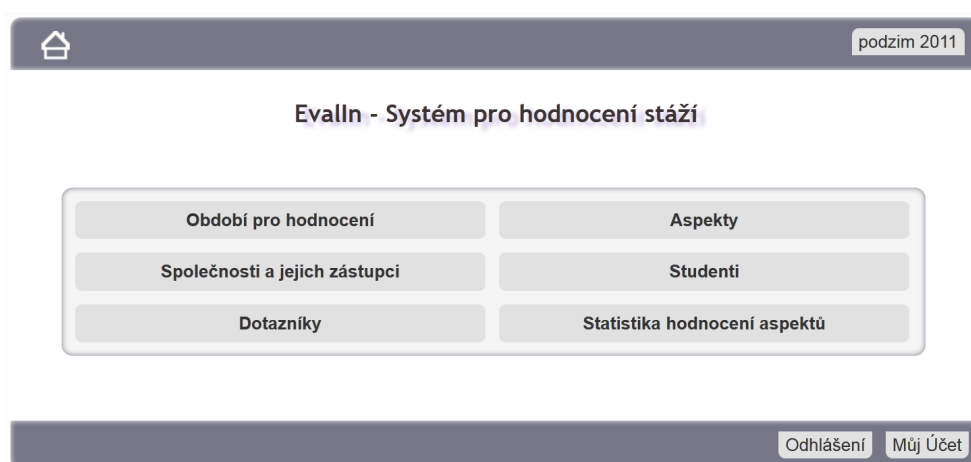 podzim 2011
EvalIn - Systém pro hodnocení stáží
Období pro hodnocení
Aspekty
Společnosti a jejich zástupci
Studenti
Dotazníky
Statistika hodnocení aspektů
Odhlášení
Můj Účet